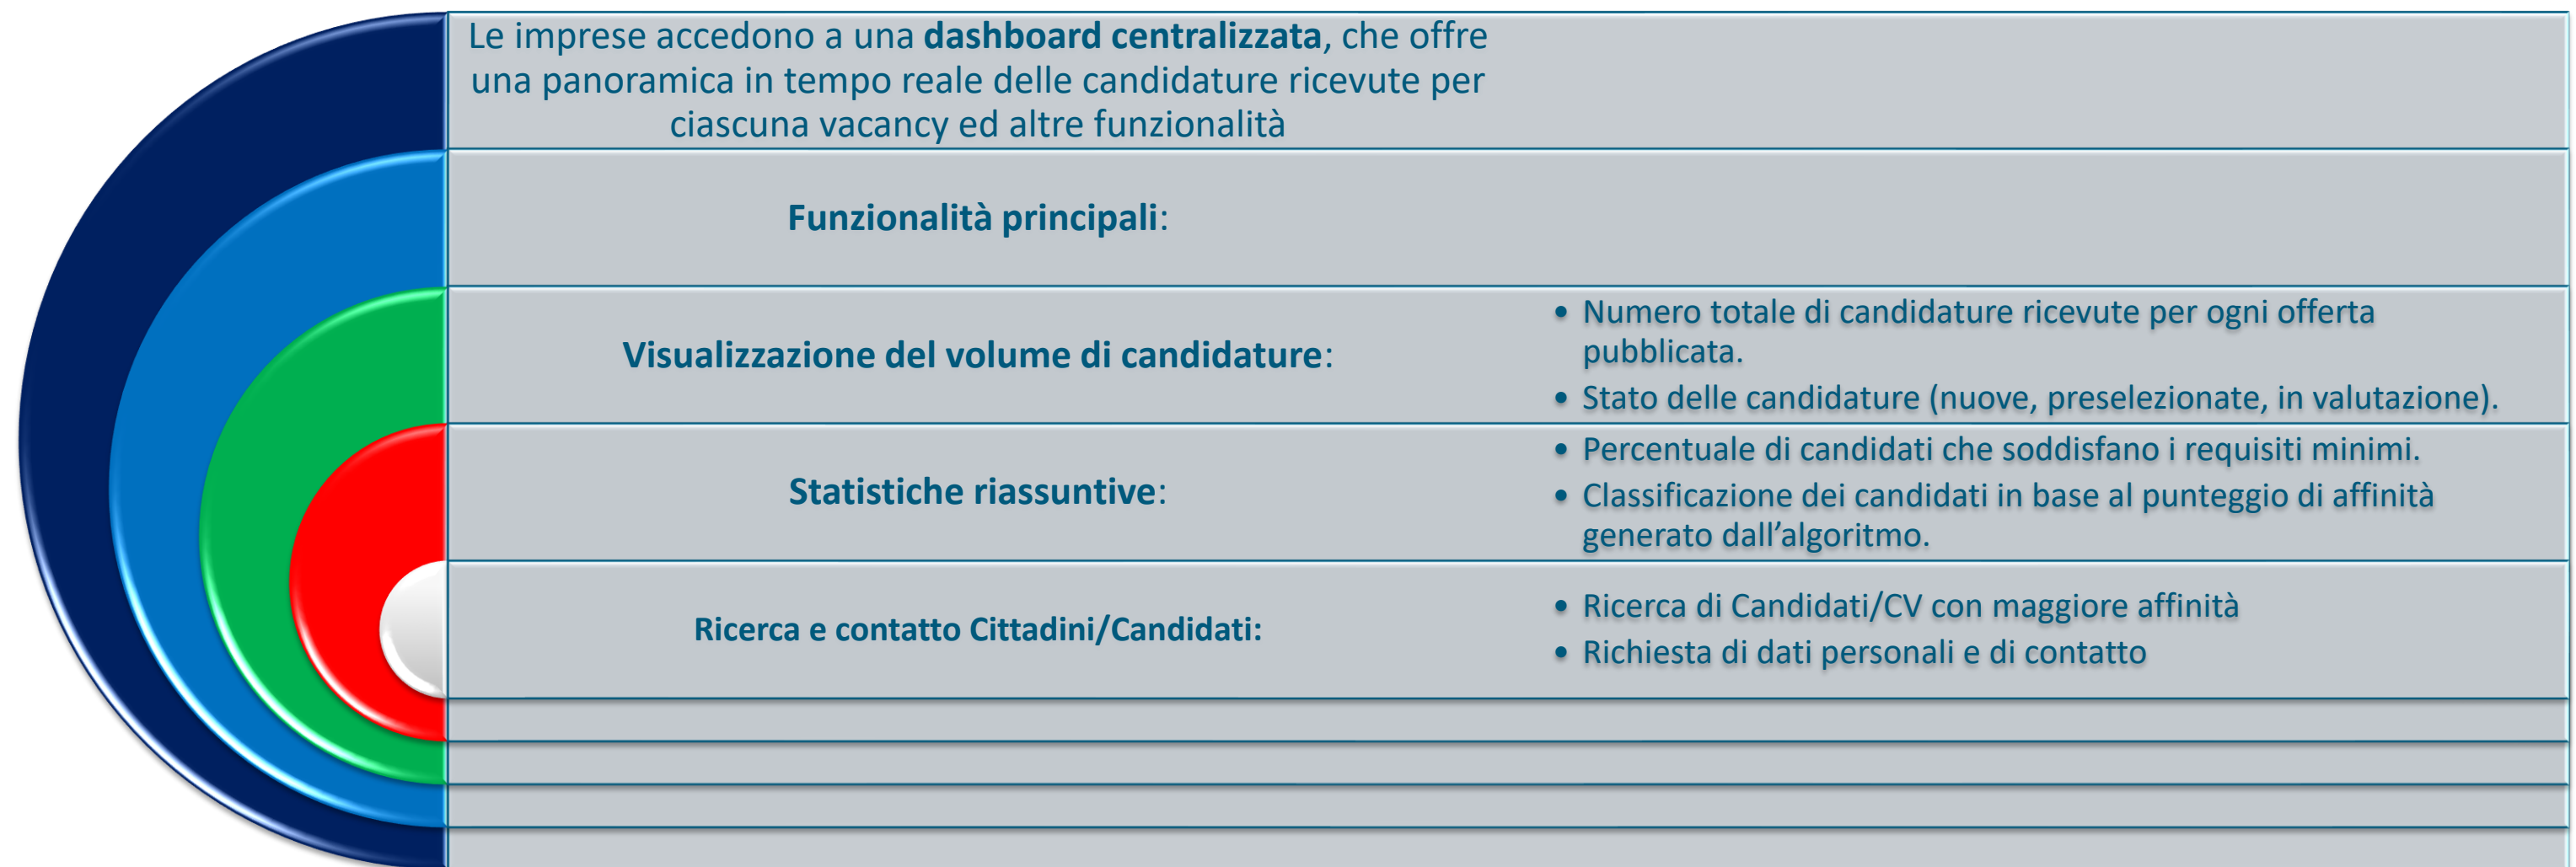 Le imprese accedono a una dashboard centralizzata, che offre
una panoramica in tempo reale delle candidature ricevute per
ciascuna vacancy ed altre funzionalità
Funzionalità principali:
Visualizzazione del volume di candidature:
• Numero totale di candidature ricevute per ogni offerta
pubblicata.
• Stato delle candidature (nuove, preselezionate, in valutazione).
Statistiche riassuntive:
• Percentuale di candidati che soddisfano i requisiti minimi.
• Classificazione dei candidati in base al punteggio di affinità
generato dall’algoritmo.
Ricerca e contatto Cittadini/Candidati:
• Ricerca di Candidati/CV con maggiore affinità
• Richiesta di dati personali e di contatto